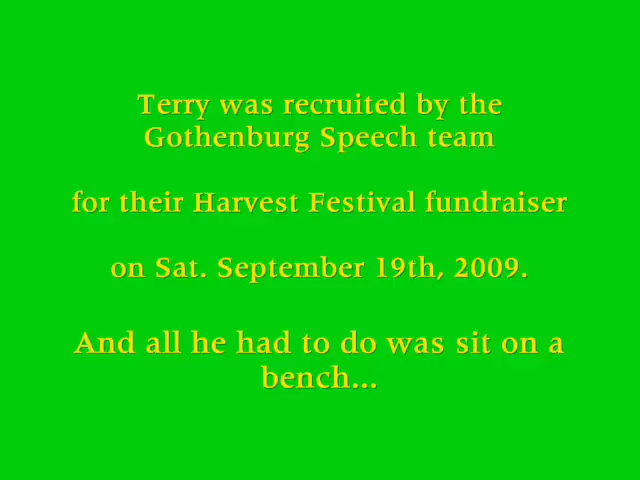 Terry was recruited by the
Gothenburg Speech team
for their Harvest Festival fundraiser
on Sat. September 19th, 2009.
And all he had to do was sit on a
bench...